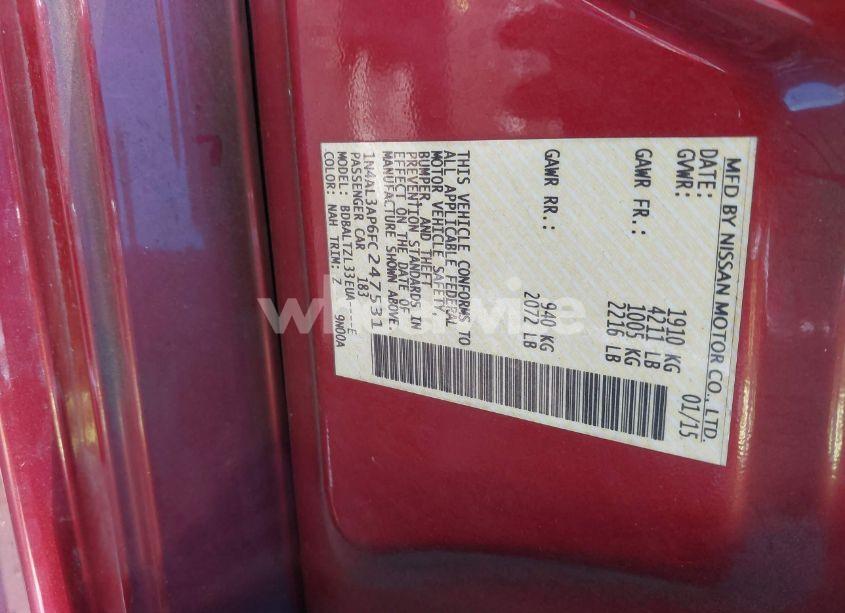 MFD BY NISSAN MOTOR CO., LTD.
DATE: 01/15
GVWR: 1910 KG
4211 LB
GAWR FR.: 1005 KG
2216 LB
GAWR RR.: 940 KG
2072 LB
THIS VEHICLE CONFORMS TO
ALL APPLICABLE FEDERAL
MOTOR VEHICLE SAFETY,
BUMPER, AND THEFT
PREVENTION STANDARDS IN
EFFECT ON THE DATE OF
MANUFACTURE SHOWN ABOVE.
1N4AL3AP6FC247531
PASSENGER CAR 183
MODEL: BDBALTZL33EUA
COLOR: NAH TRIM: Z 9N00A